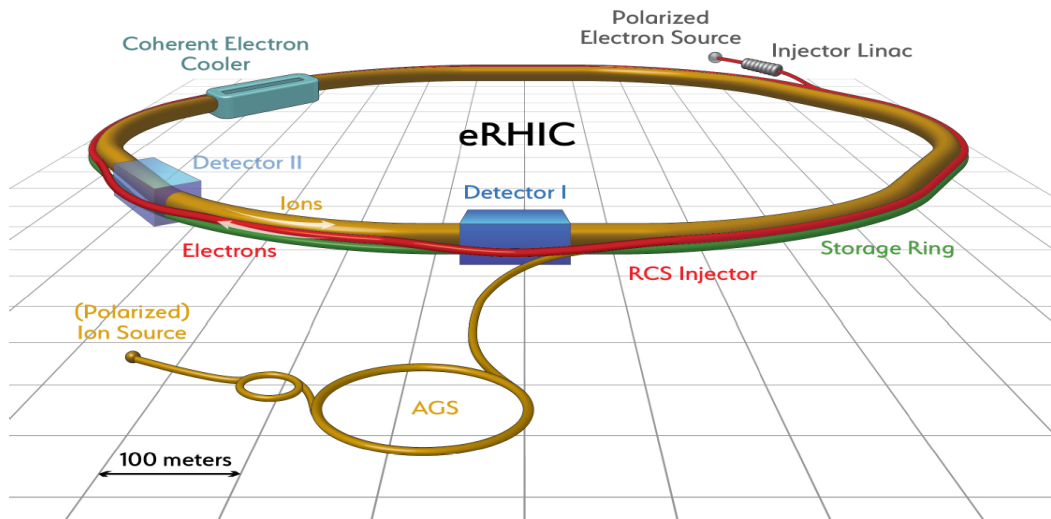 Polarized
Electron Source
Injector Linac
Coherent Electron
Cooler
eRHIC
Detector II
Detector I
Ions
Electrons
Storage Ring
RCS Injector
(Polarized)
Ion Source
AGS
100 meters